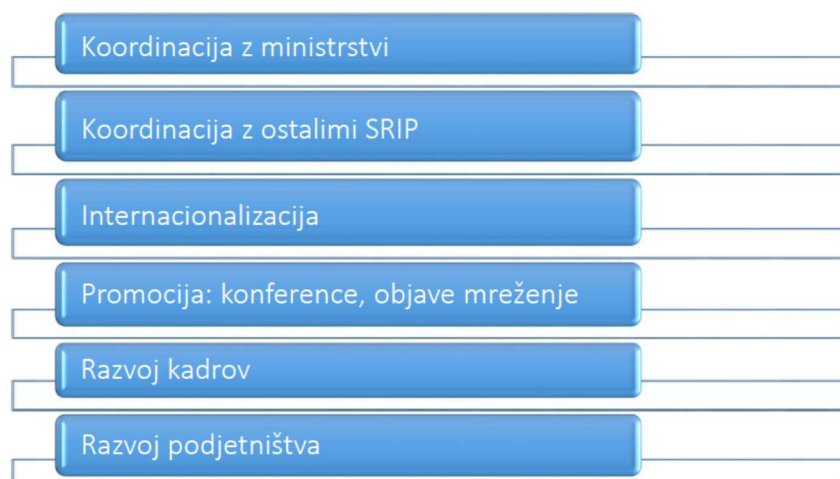 Koordinacija z ministrstvi
Koordinacija z ostalimi SRIP
Internacionalizacija
Promocija: konference, objave mreženje
Razvoj kadrov
Razvoj podjetništva